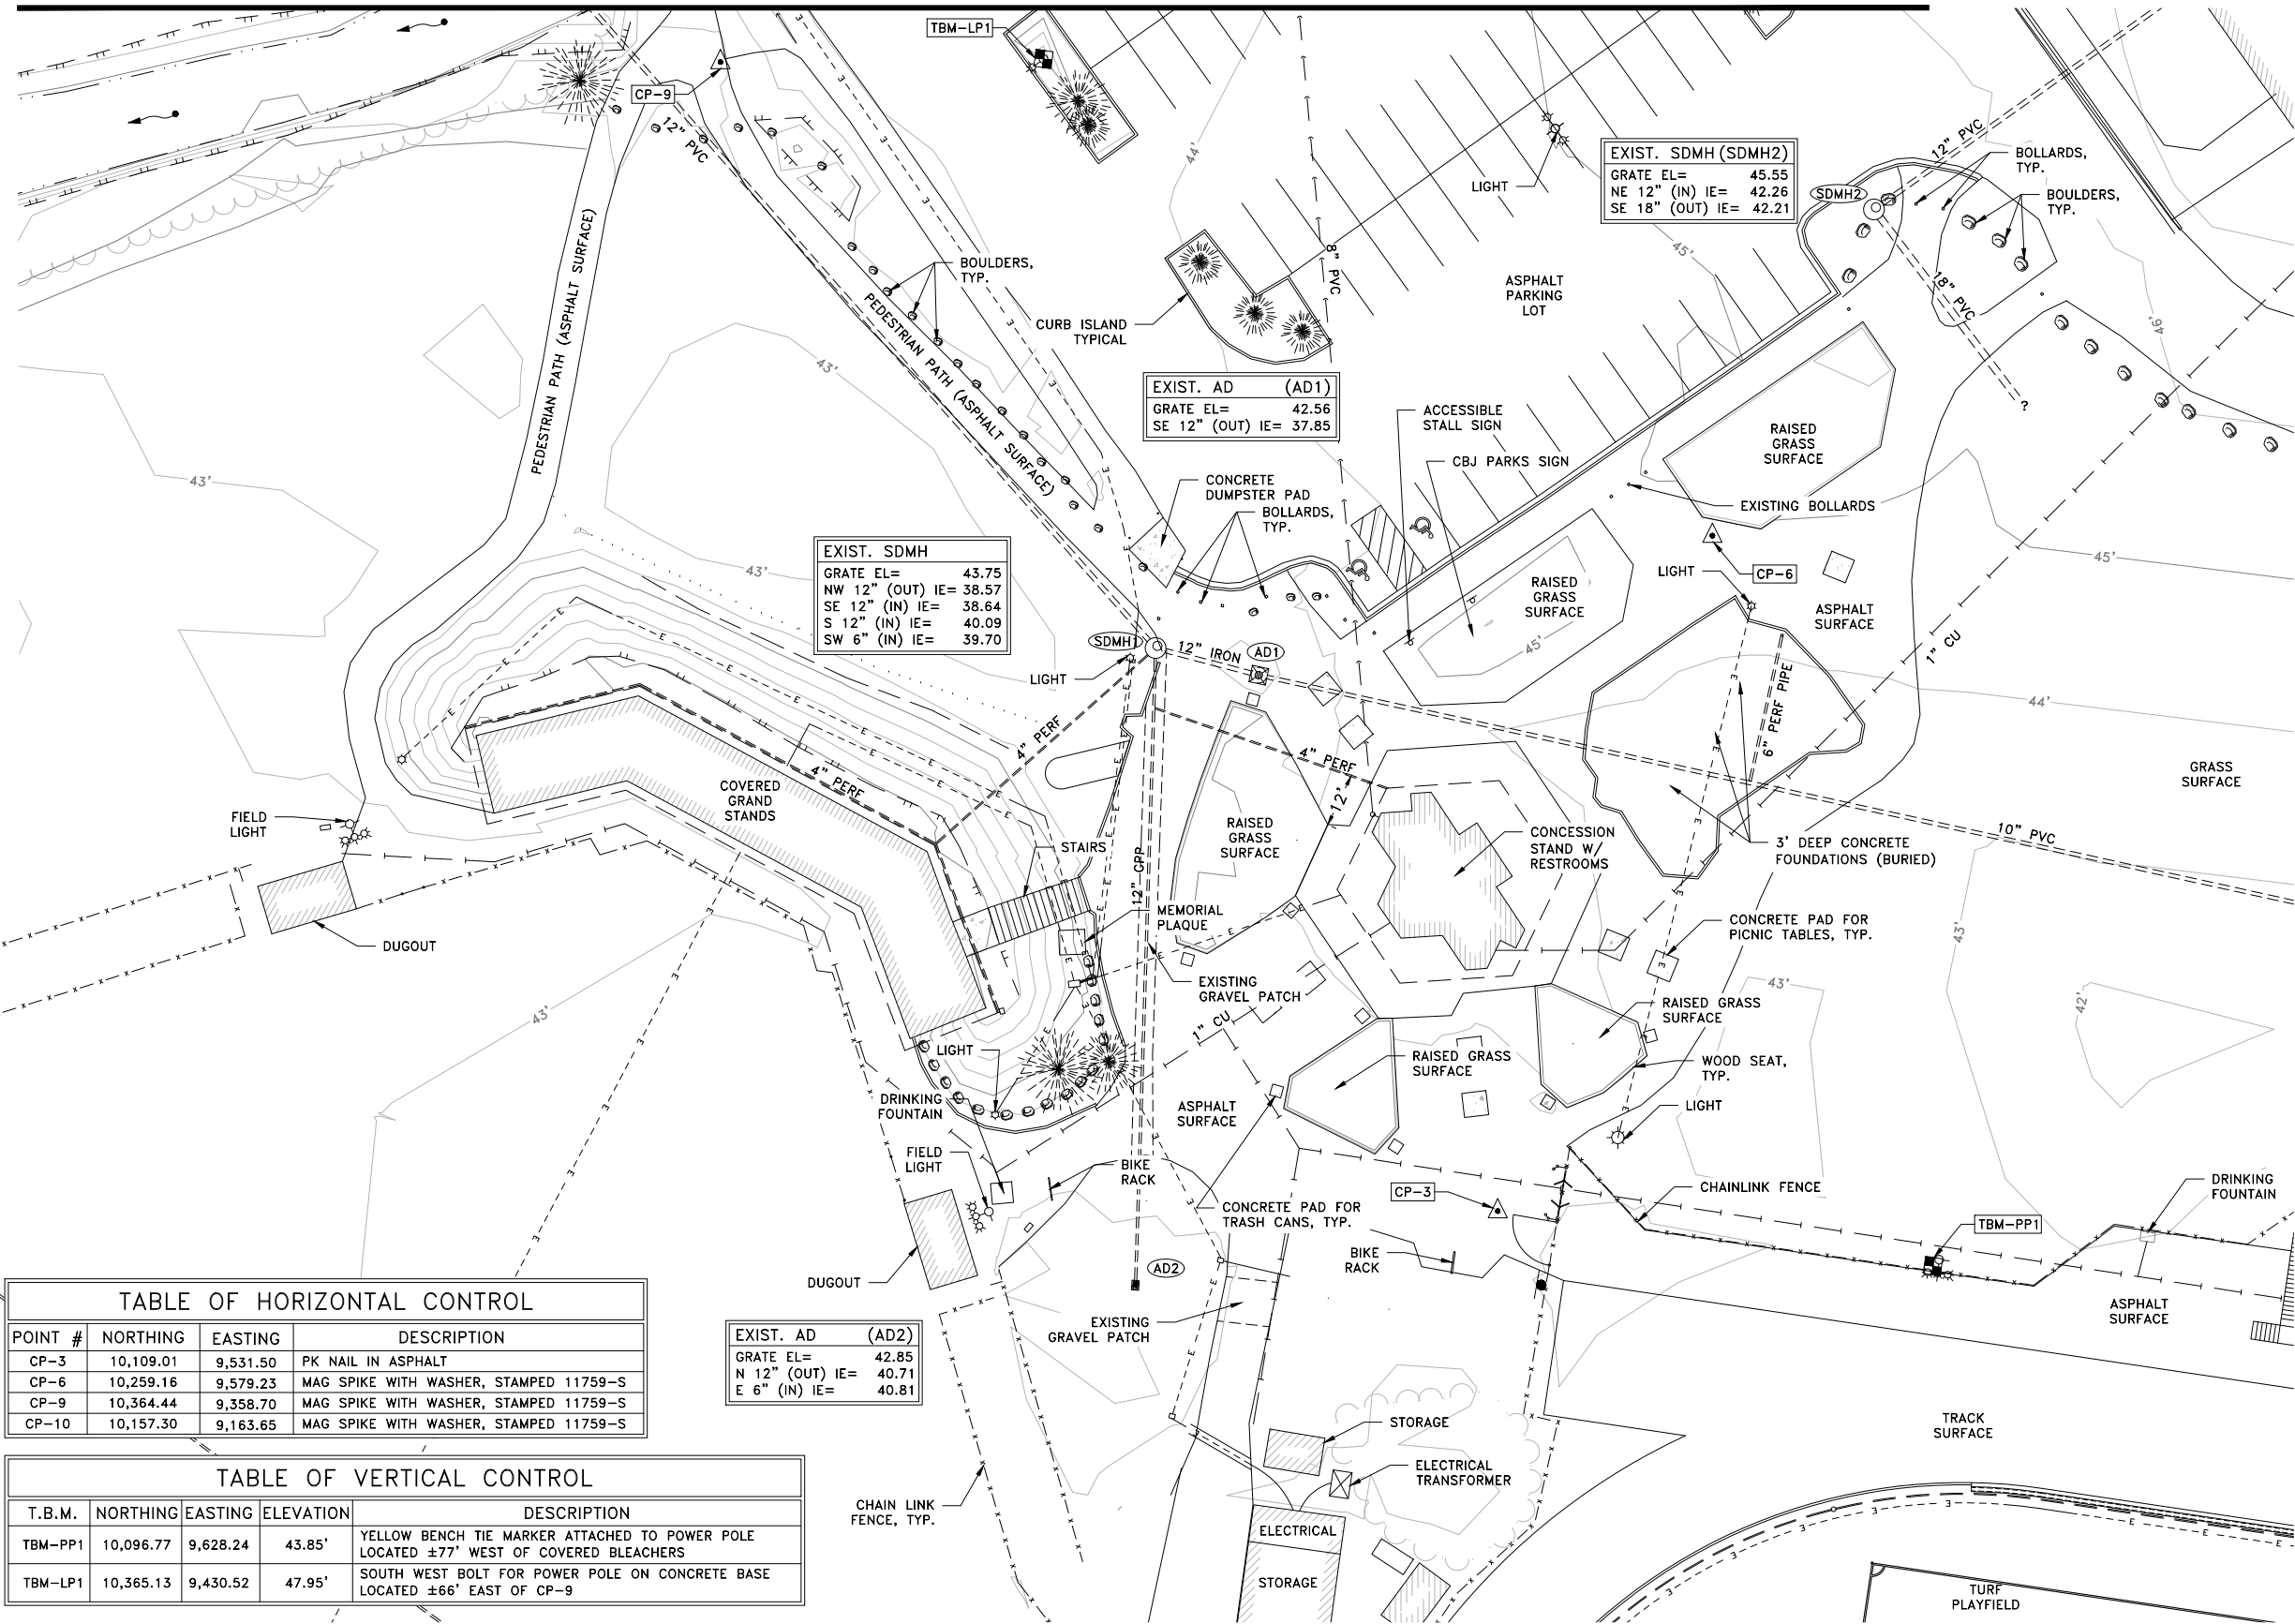 TBM-LP1
CP-9
12" PVC
44'
LIGHT
EXIST. SDMH (SDMH2)
GRATE EL= 45.55
NE 12" (IN) IE= 42.26
SE 18" (OUT) IE= 42.21
12" PVC
BOLLARDS,
TYP.
SDMH2
BOULDERS,
TYP.
PEDESTRIAN PATH (ASPHALT SURFACE)
BOULDERS,
TYP.
PEDESTRIAN PATH (ASPHALT SURFACE)
8" PVC
45'
ASPHALT
PARKING
LOT
18" PVC
46'
CURB ISLAND
TYPICAL
43'
EXIST. AD (AD1)
GRATE EL= 42.56
SE 12" (OUT) IE= 37.85
ACCESSIBLE
STALL SIGN
CBJ PARKS SIGN
RAISED
GRASS
SURFACE
?
43'
CONCRETE
DUMPSTER PAD
BOLLARDS,
TYP.
EXISTING BOLLARDS
EXIST. SDMH
GRATE EL= 43.75
NW 12" (OUT) IE= 38.57
SE 12" (IN) IE= 38.64
S 12" (IN) IE= 40.09
SW 6" (IN) IE= 39.70
43'
RAISED
GRASS
SURFACE
45'
LIGHT
CP-6
45'
ASPHALT
SURFACE
1" CU
SDMH1
12" IRON
AD1
LIGHT
4" PERF
4" PERF
12'
6" PERF PIPE
44'
GRASS
SURFACE
COVERED
GRAND
STANDS
4" PERF
FIELD
LIGHT
STAIRS
12" CPP
RAISED
GRASS
SURFACE
CONCESSION
STAND W/
RESTROOMS
3' DEEP CONCRETE
FOUNDATIONS (BURIED)
10" PVC
DUGOUT
MEMORIAL
PLAQUE
CONCRETE PAD FOR
PICNIC TABLES, TYP.
43'
43'
EXISTING
GRAVEL PATCH
43'
42'
1" CU
RAISED GRASS
SURFACE
LIGHT
RAISED GRASS
SURFACE
WOOD SEAT,
TYP.
DRINKING
FOUNTAIN
ASPHALT
SURFACE
LIGHT
FIELD
LIGHT
BIKE
RACK
CP-3
CHAINLINK FENCE
DRINKING
FOUNTAIN
CONCRETE PAD FOR
TRASH CANS, TYP.
TBM-PP1
BIKE
RACK
AD2
DUGOUT
ASPHALT
SURFACE
EXISTING
GRAVEL PATCH
EXIST. AD (AD2)
GRATE EL= 42.85
N 12" (OUT) IE= 40.71
E 6" (IN) IE= 40.81
TABLE OF HORIZONTAL CONTROL
POINT # NORTHING EASTING DESCRIPTION
CP-3 10,109.01 9,531.50 PK NAIL IN ASPHALT
CP-6 10,259.16 9,579.23 MAG SPIKE WITH WASHER, STAMPED 11759-S
CP-9 10,364.44 9,358.70 MAG SPIKE WITH WASHER, STAMPED 11759-S
CP-10 10,157.30 9,163.65 MAG SPIKE WITH WASHER, STAMPED 11759-S
STORAGE
TRACK
SURFACE
ELECTRICAL
TRANSFORMER
CHAIN LINK
FENCE, TYP.
ELECTRICAL
STORAGE
TURF
PLAYFIELD
TABLE OF VERTICAL CONTROL
T.B.M. NORTHING EASTING ELEVATION DESCRIPTION
TBM-PP1 10,096.77 9,628.24 43.85' YELLOW BENCH TIE MARKER ATTACHED TO POWER POLE
LOCATED ±77' WEST OF COVERED BLEACHERS
TBM-LP1 10,365.13 9,430.52 47.95' SOUTH WEST BOLT FOR POWER POLE ON CONCRETE BASE
LOCATED ±66' EAST OF CP-9